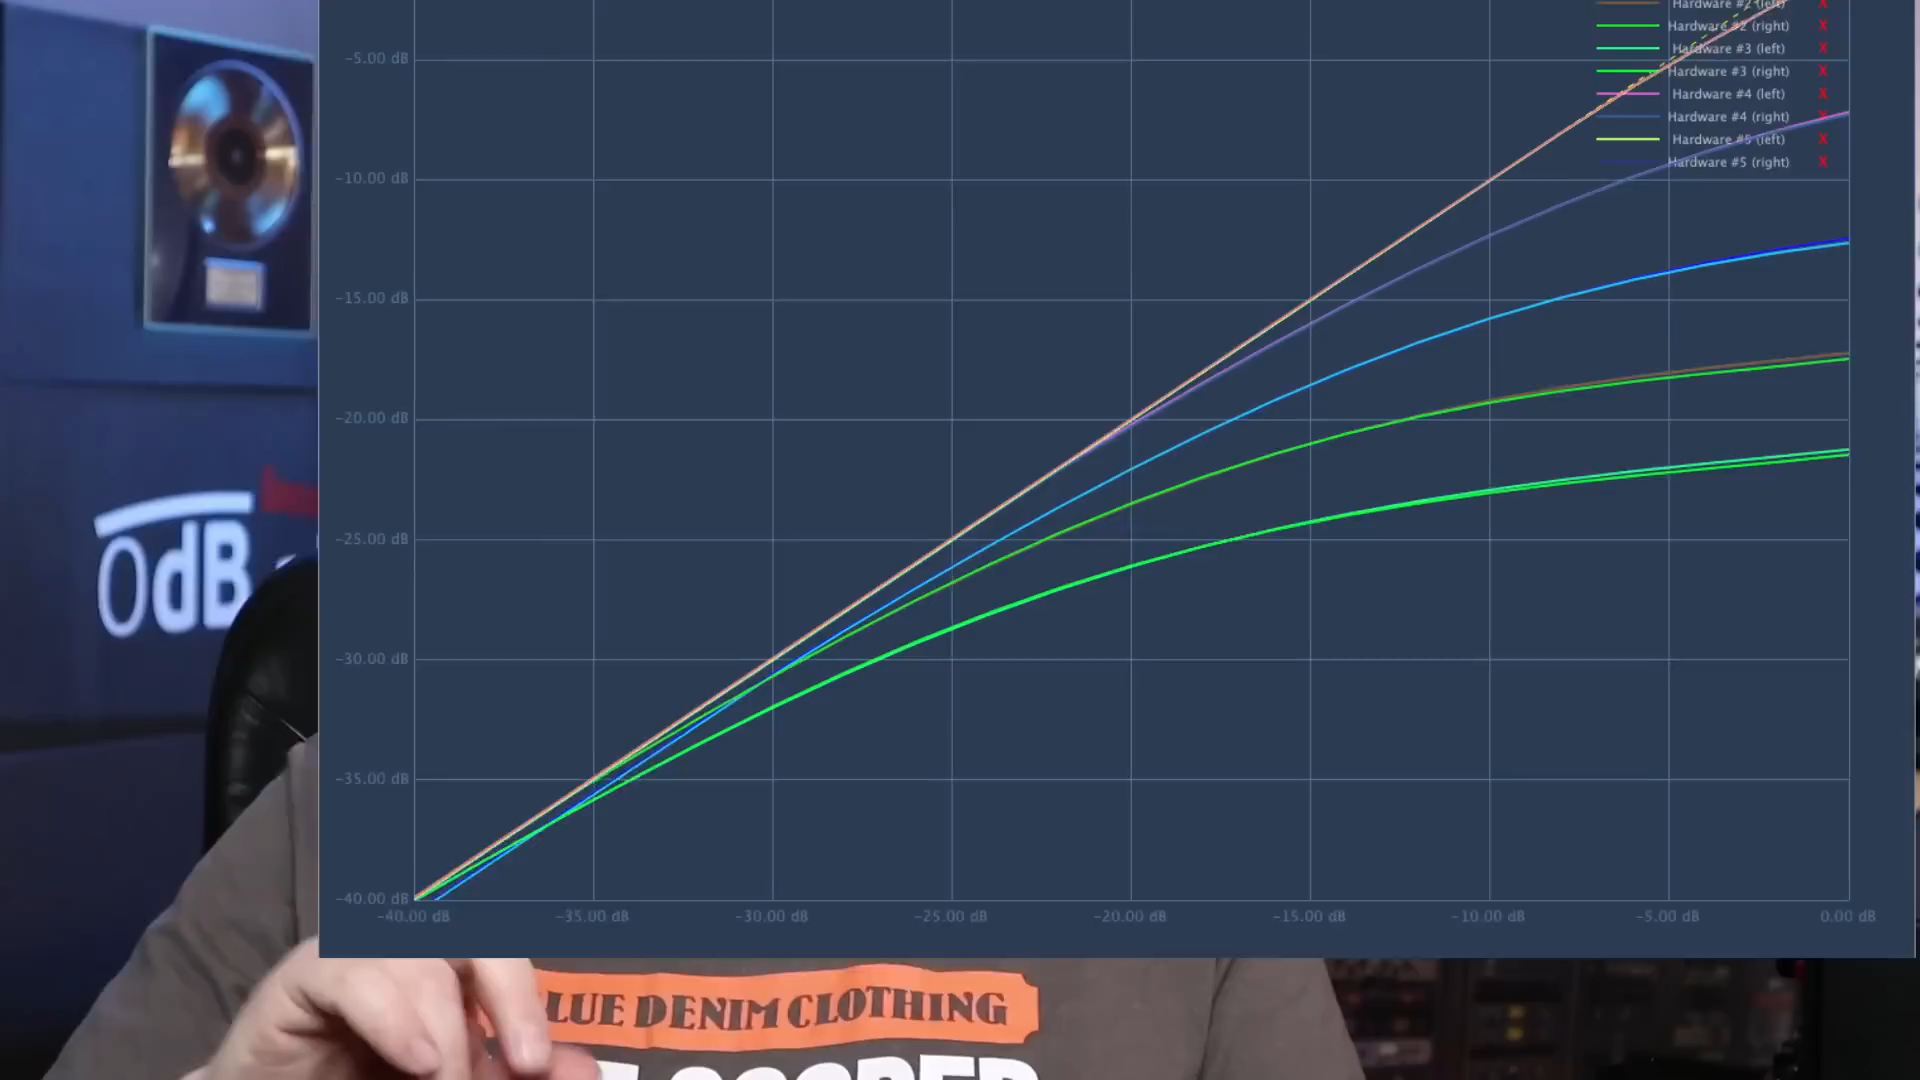 Hardware #2 (left) X
Hardware #2 (right) X
Hardware #3 (left) X
Hardware #3 (right) X
Hardware #4 (left) X
Hardware #4 (right) X
Hardware #5 (left) X
Hardware #5 (right) X
-5.00 dB
-10.00 dB
-15.00 dB
-20.00 dB
-25.00 dB
-30.00 dB
-35.00 dB
-40.00 dB
-40.00 dB -35.00 dB -30.00 dB -25.00 dB -20.00 dB -15.00 dB -10.00 dB -5.00 dB 0.00 dB
0dB
LUE DENIM CLOTHING